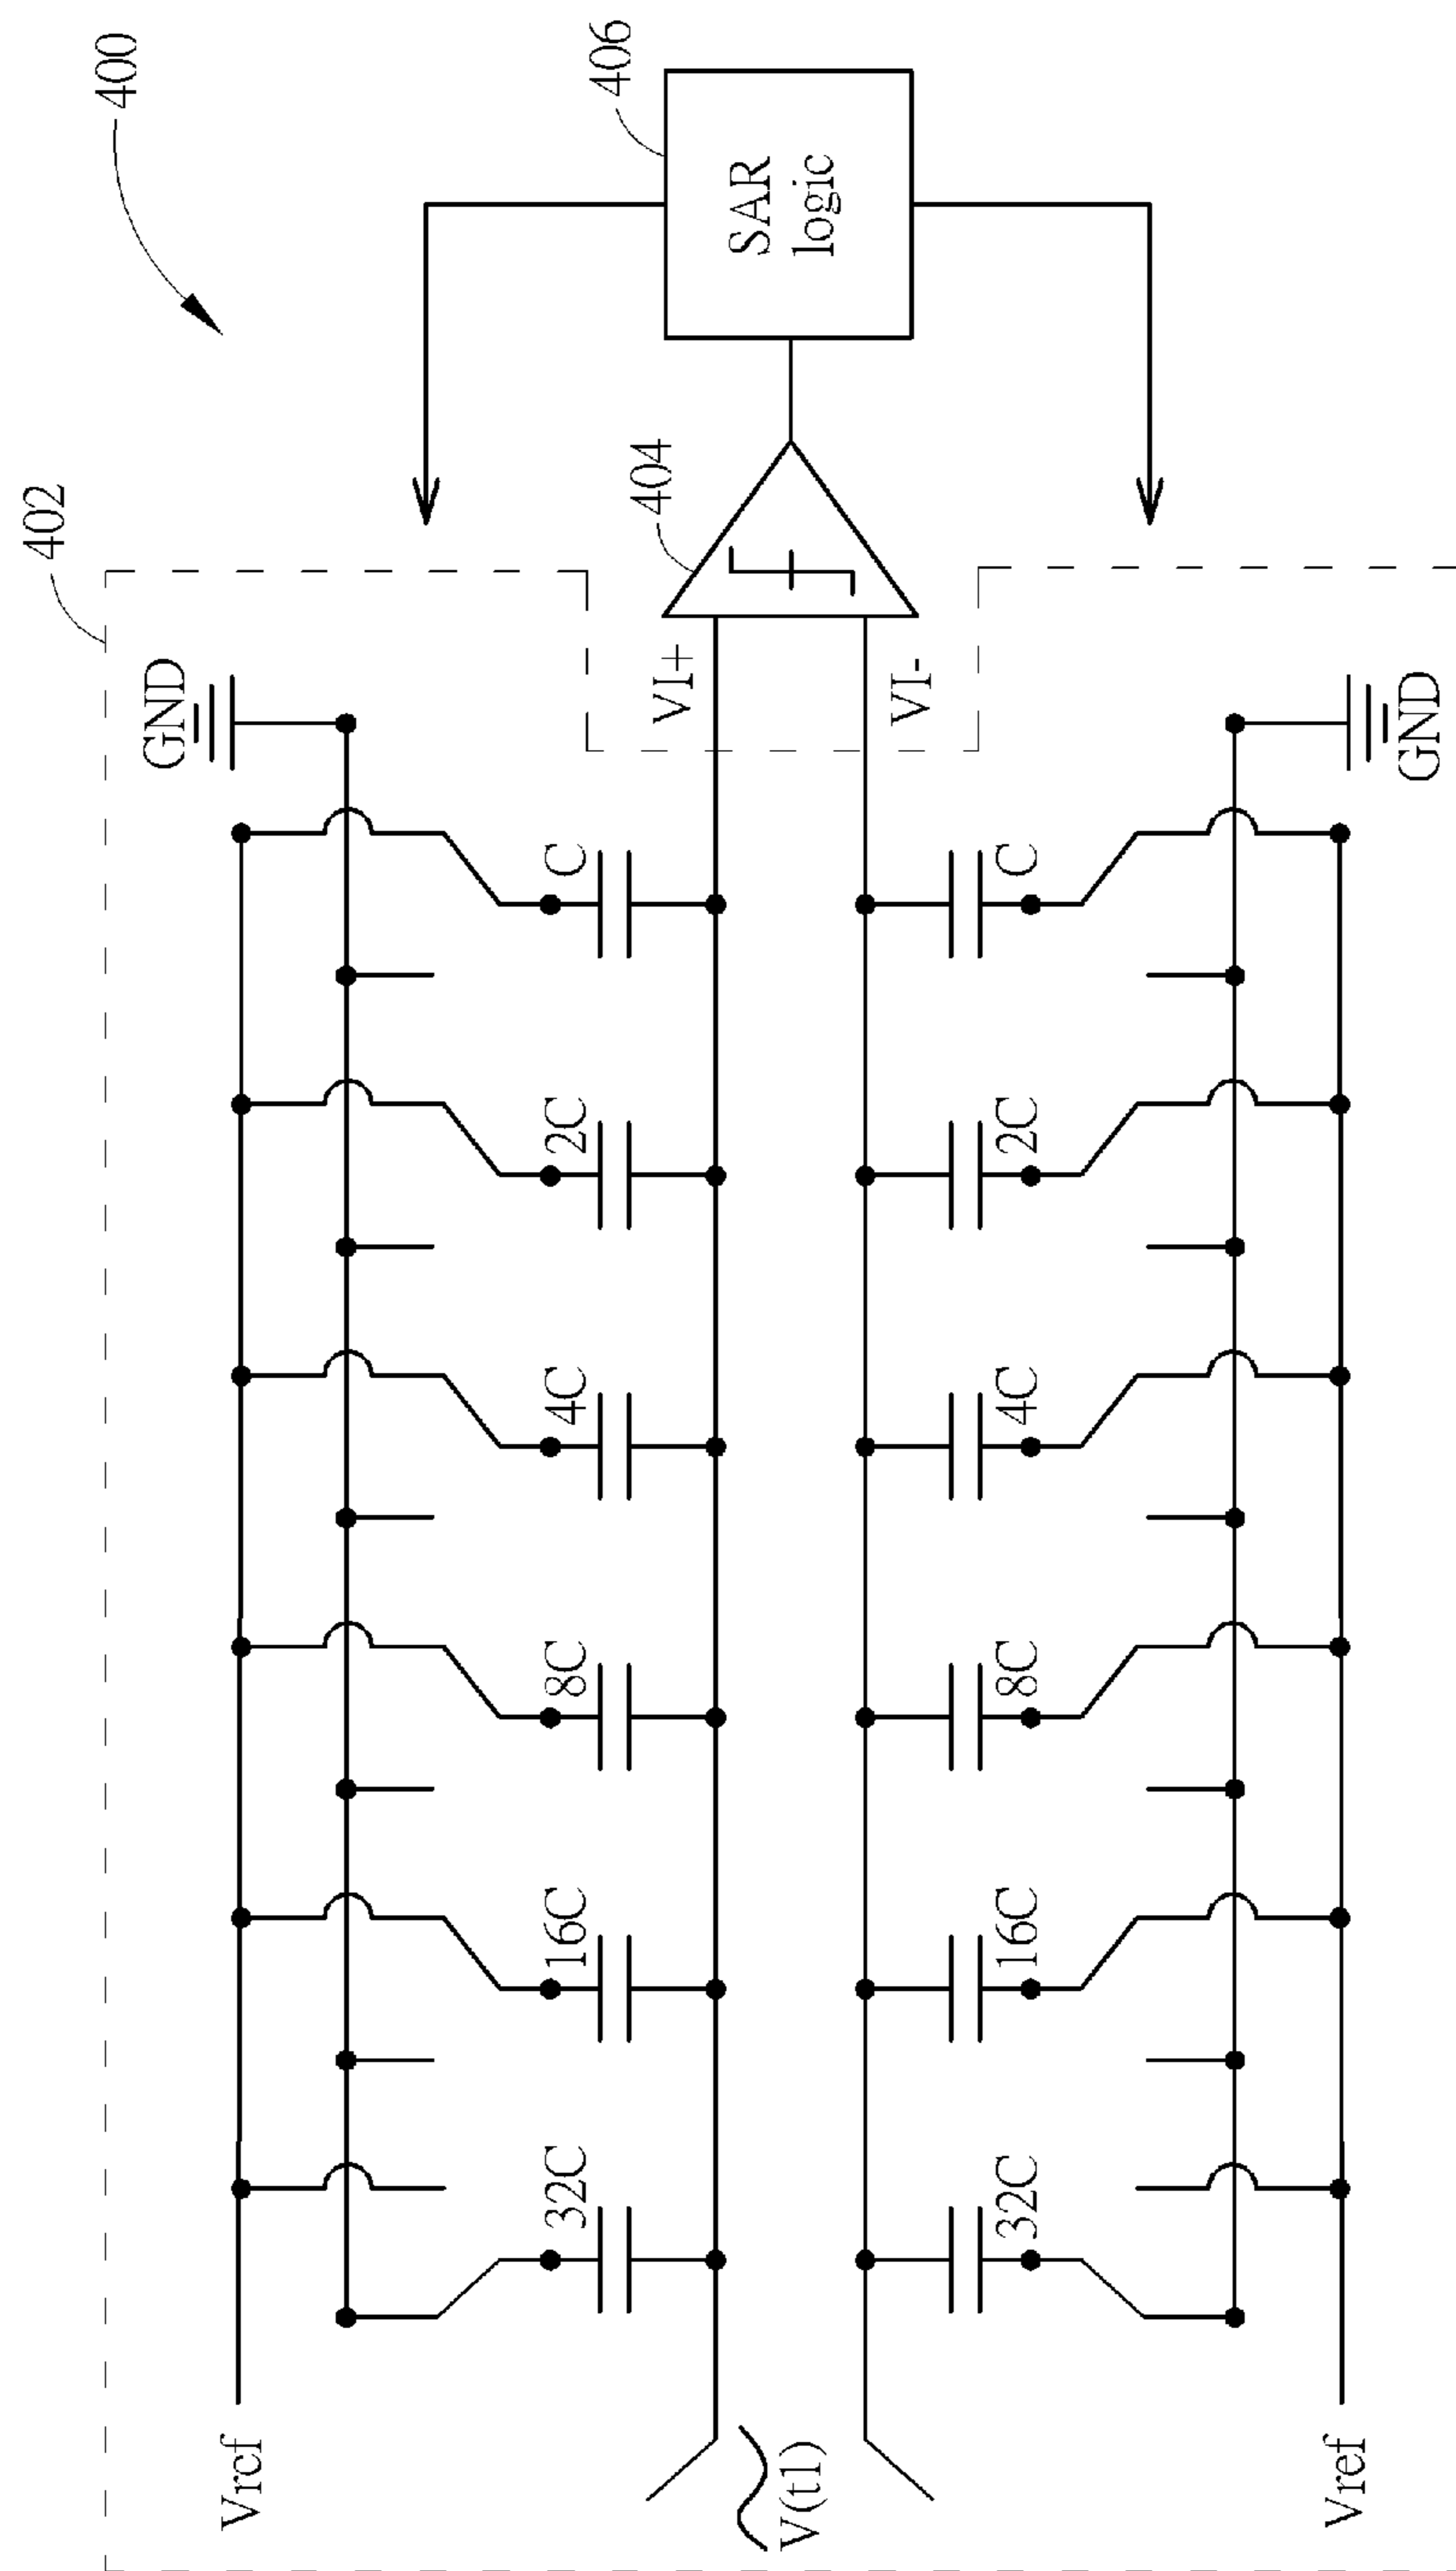 400
402
404
406
SAR
logic
GND
VI+
VI-
GND
C
2C
4C
8C
16C
32C
C
2C
4C
8C
16C
32C
Vref
V(t1)
Vref